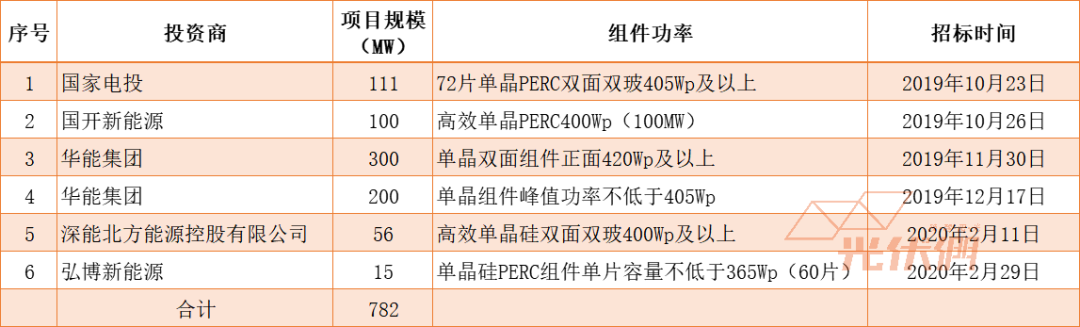 序号 投资商 项目规模（MW） 组件功率 招标时间
1 国家电投 111 72片单晶PERC双面双玻405Wp及以上 2019年10月23日
2 国开新能源 100 高效单晶PERC400Wp（100MW） 2019年10月26日
3 华能集团 300 单晶双面组件正面420Wp及以上 2019年11月30日
4 华能集团 200 单晶组件峰值功率不低于405Wp 2019年12月17日
5 深能北方能源控股有限公司 56 高效单晶硅双面双玻400Wp及以上 2020年2月11日
6 弘博新能源 15 单晶硅PERC组件单片容量不低于365Wp（60片） 2020年2月29日
合计 782
光伏們